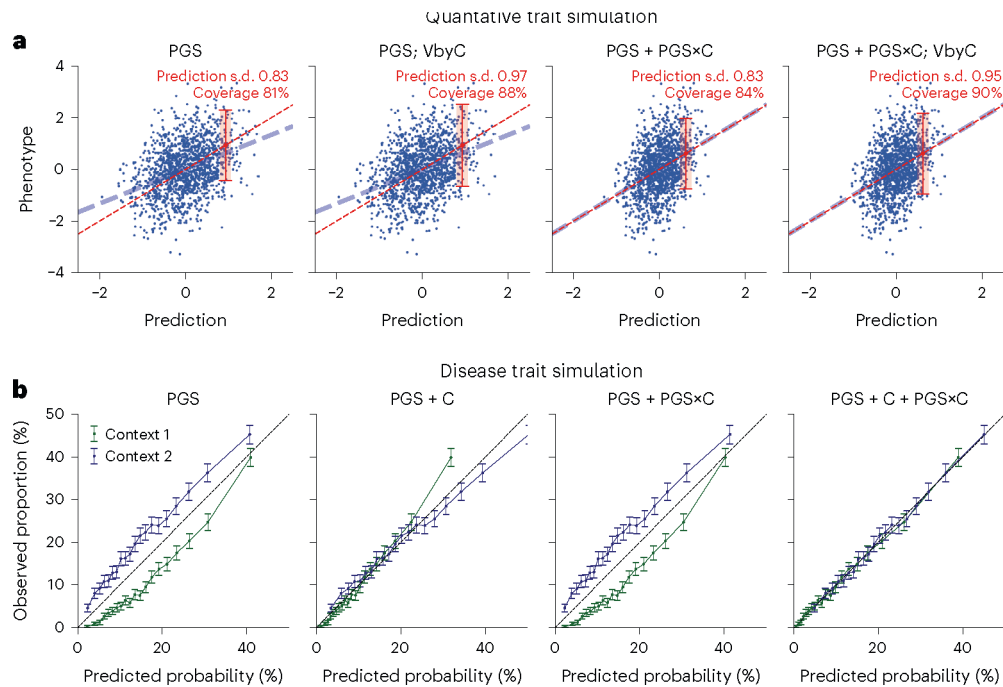 Quantative trait simulation
a
PGS
PGS; VbyC
PGS + PGS×C
PGS + PGS×C; VbyC
Prediction s.d. 0.83
Coverage 81%
Prediction s.d. 0.97
Coverage 88%
Prediction s.d. 0.83
Coverage 84%
Prediction s.d. 0.95
Coverage 90%
Phenotype
4
2
0
−2
−4
−2 0 2
−2 0 2
−2 0 2
−2 0 2
Prediction
Prediction
Prediction
Prediction
b
Disease trait simulation
PGS
PGS + C
PGS + PGS×C
PGS + C + PGS×C
Context 1
Context 2
Observed proportion (%)
50
40
30
20
10
0
0 20 40
0 20 40
0 20 40
0 20 40
Predicted probability (%)
Predicted probability (%)
Predicted probability (%)
Predicted probability (%)